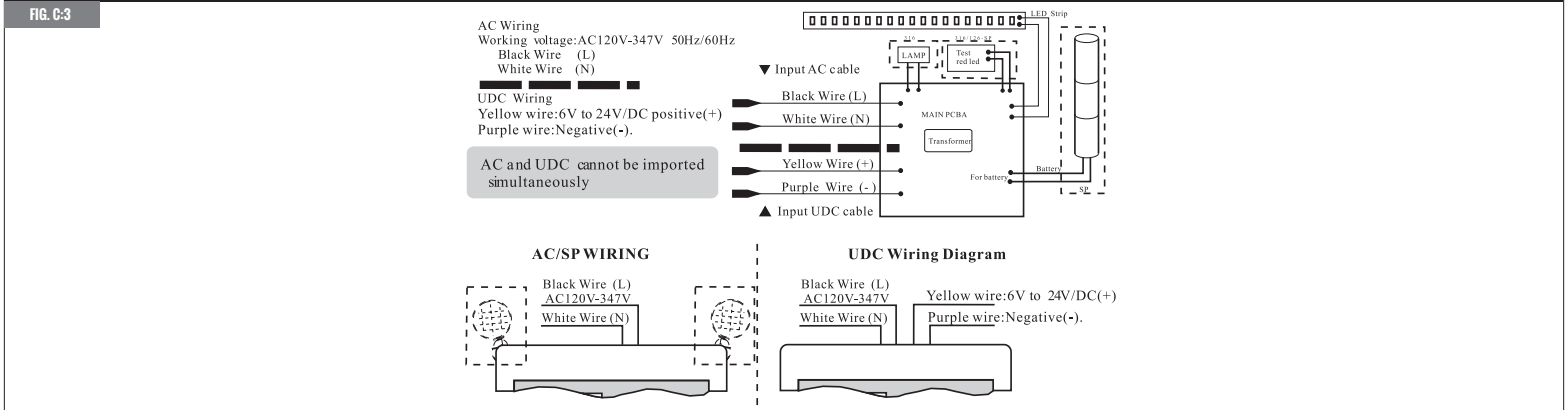 FIG. C:3
AC Wiring
Working voltage:AC120V-347V 50Hz/60Hz
Black Wire (L)
White Wire (N)
UDC Wiring
Yellow wire:6V to 24V/DC positive(+)
Purple wire:Negative(-).
AC and UDC cannot be imported
simultaneously
▼ Input AC cable
Black Wire (L)
White Wire (N)
Yellow Wire (+)
Purple Wire (-)
▲ Input UDC cable
LED Strip
LAMP
Test
red led
MAIN PCBA
Transformer
For battery
Battery
SP
AC/SP WIRING
Black Wire (L)
AC120V-347V
White Wire (N)
UDC Wiring Diagram
Black Wire (L)
AC120V-347V
White Wire (N)
Yellow wire:6V to 24V/DC(+)
Purple wire:Negative(-).